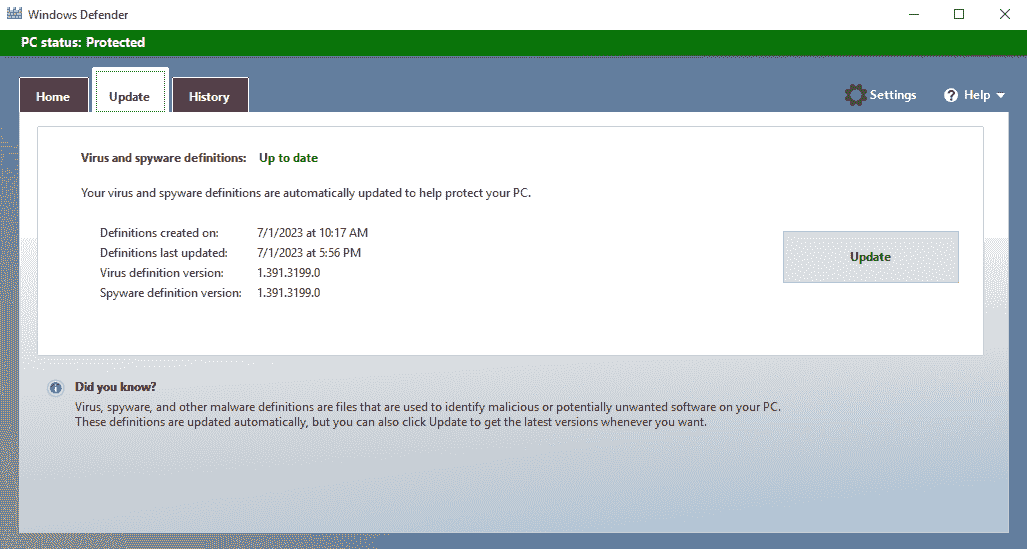 Windows Defender
PC status: Protected
Home
Update
History
Settings
Help
Virus and spyware definitions: Up to date
Your virus and spyware definitions are automatically updated to help protect your PC.
Definitions created on: 7/1/2023 at 10:17 AM
Definitions last updated: 7/1/2023 at 5:56 PM
Virus definition version: 1.391.3199.0
Spyware definition version: 1.391.3199.0
Update
Did you know?
Virus, spyware, and other malware definitions are files that are used to identify malicious or potentially unwanted software on your PC.
These definitions are updated automatically, but you can also click Update to get the latest versions whenever you want.